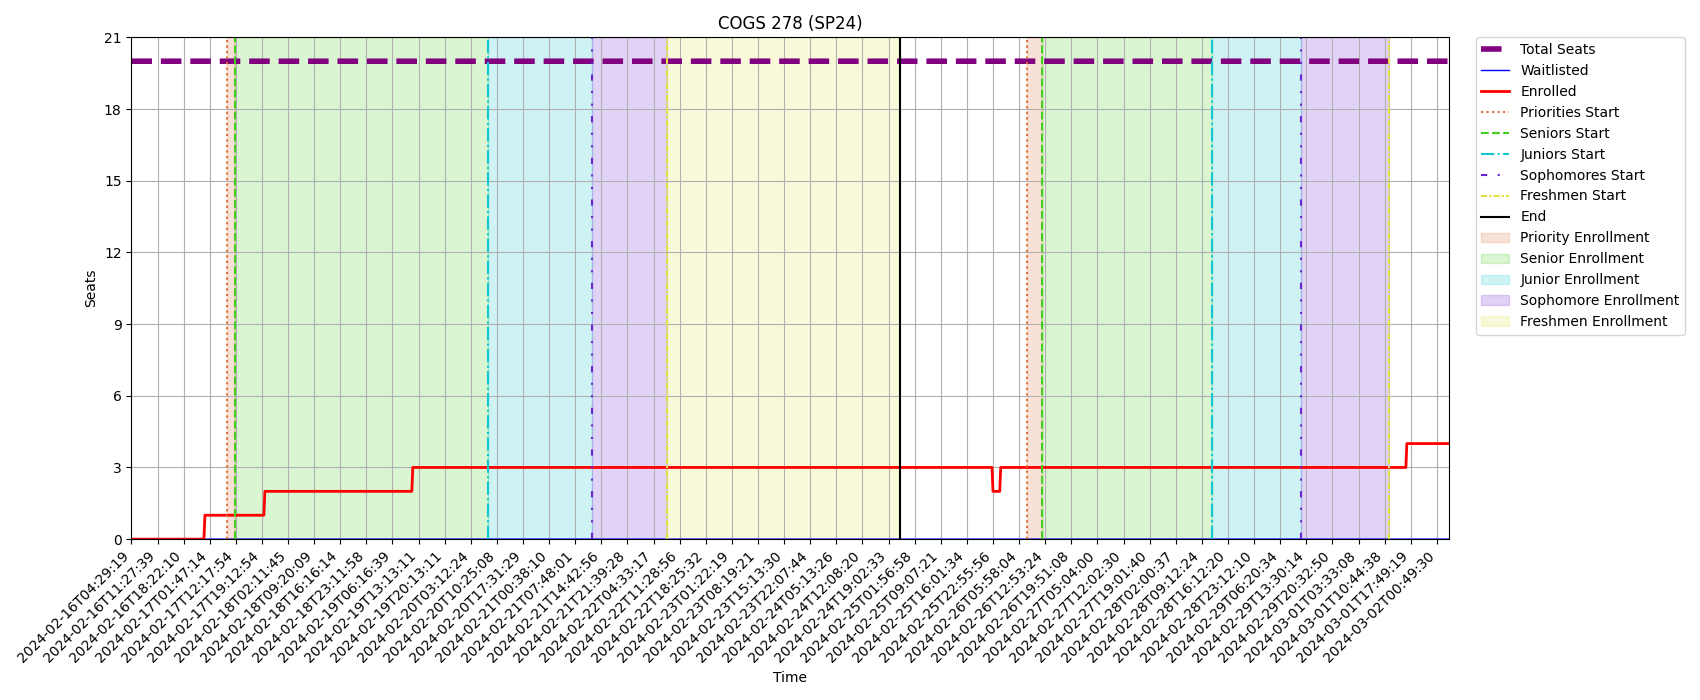 COGS 278 (SP24)
21
18
15
12
9
6
3
0
Seats
2024-02-16T04:29:19
2024-02-16T11:27:39
2024-02-16T18:22:10
2024-02-17T01:47:14
2024-02-17T12:17:54
2024-02-17T19:12:54
2024-02-18T02:11:45
2024-02-18T09:20:09
2024-02-18T16:16:14
2024-02-18T23:11:58
2024-02-19T06:16:39
2024-02-19T13:13:11
2024-02-19T20:13:11
2024-02-20T03:12:24
2024-02-20T10:25:08
2024-02-20T17:31:29
2024-02-21T00:38:10
2024-02-21T07:48:01
2024-02-21T14:42:56
2024-02-21T21:39:28
2024-02-22T04:33:17
2024-02-22T11:28:56
2024-02-22T18:25:32
2024-02-23T01:22:19
2024-02-23T08:19:21
2024-02-23T15:13:30
2024-02-23T22:07:44
2024-02-24T05:13:26
2024-02-24T12:08:20
2024-02-24T19:02:33
2024-02-25T01:56:58
2024-02-25T09:07:21
2024-02-25T16:01:34
2024-02-25T22:55:56
2024-02-26T05:58:04
2024-02-26T12:53:24
2024-02-26T19:51:08
2024-02-27T05:04:00
2024-02-27T12:02:30
2024-02-27T19:01:40
2024-02-28T02:00:37
2024-02-28T09:12:24
2024-02-28T16:12:20
2024-02-28T23:12:10
2024-02-29T06:20:34
2024-02-29T13:30:14
2024-02-29T20:32:50
2024-03-01T03:33:08
2024-03-01T10:44:38
2024-03-01T17:49:19
2024-03-02T00:49:30
Time
Total Seats
Waitlisted
Enrolled
Priorities Start
Seniors Start
Juniors Start
Sophomores Start
Freshmen Start
End
Priority Enrollment
Senior Enrollment
Junior Enrollment
Sophomore Enrollment
Freshmen Enrollment